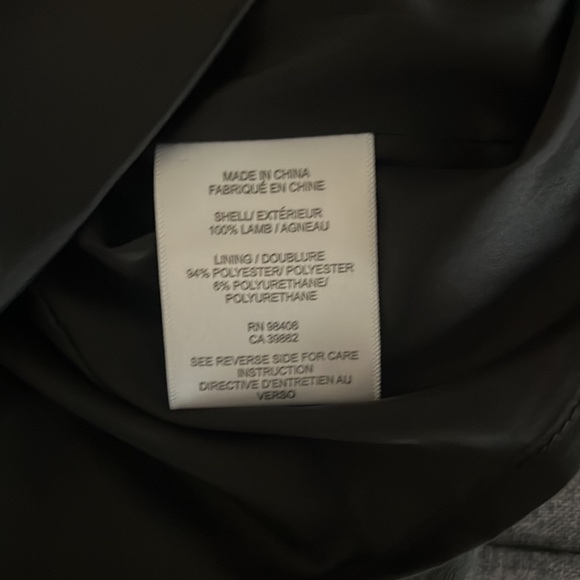 MADE IN CHINA
FABRIQUÉ EN CHINE
SHELL/ EXTÉRIEUR
100% LAMB / AGNEAU
LINING / DOUBLURE
94% POLYESTER/ POLYESTER
6% POLYURETHANE/
POLYURETHANE
RN 98408
CA 39882
SEE REVERSE SIDE FOR CARE
INSTRUCTION
DIRECTIVE D'ENTRETIEN AU
VERSO